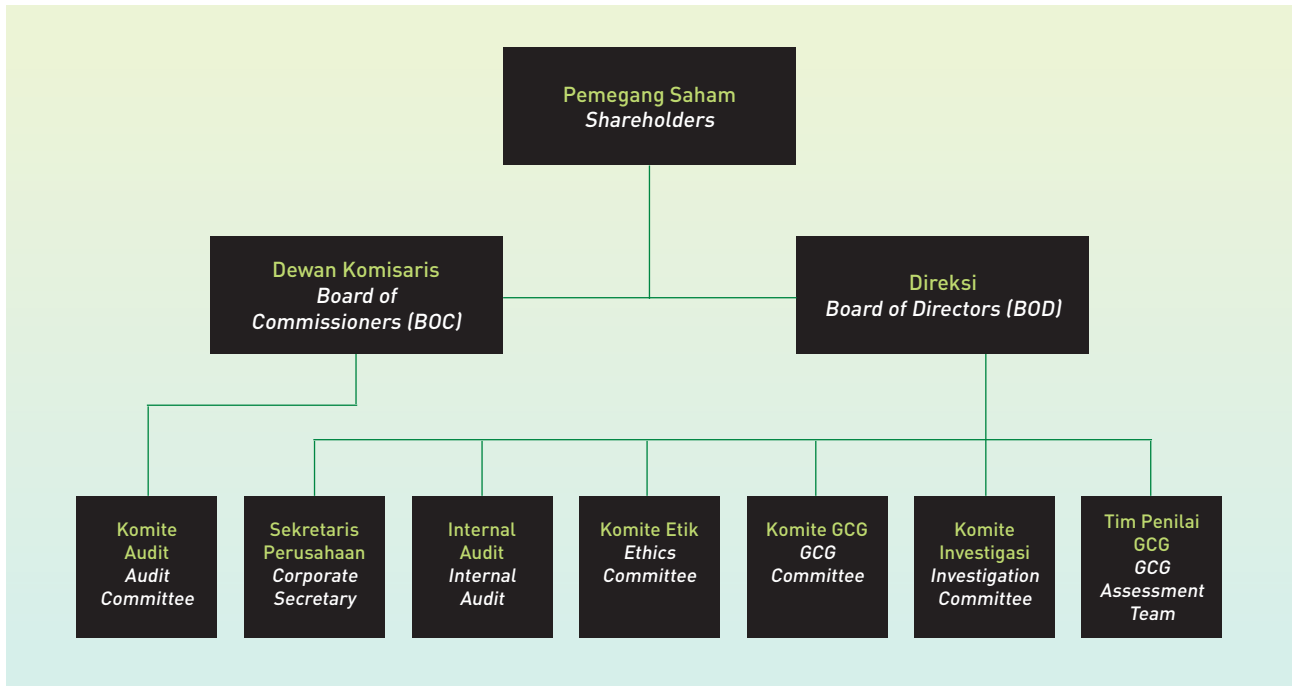 Pemegang Saham
Shareholders
Dewan Komisaris
Board of
Commissioners (BOC)
Direksi
Board of Directors (BOD)
Komite
Audit
Audit
Committee
Sekretaris
Perusahaan
Corporate
Secretary
Internal
Audit
Internal
Audit
Komite Etik
Ethics
Committee
Komite GCG
GCG
Committee
Komite
Investigasi
Investigation
Committee
Tim Penilai
GCG
GCG
Assessment
Team